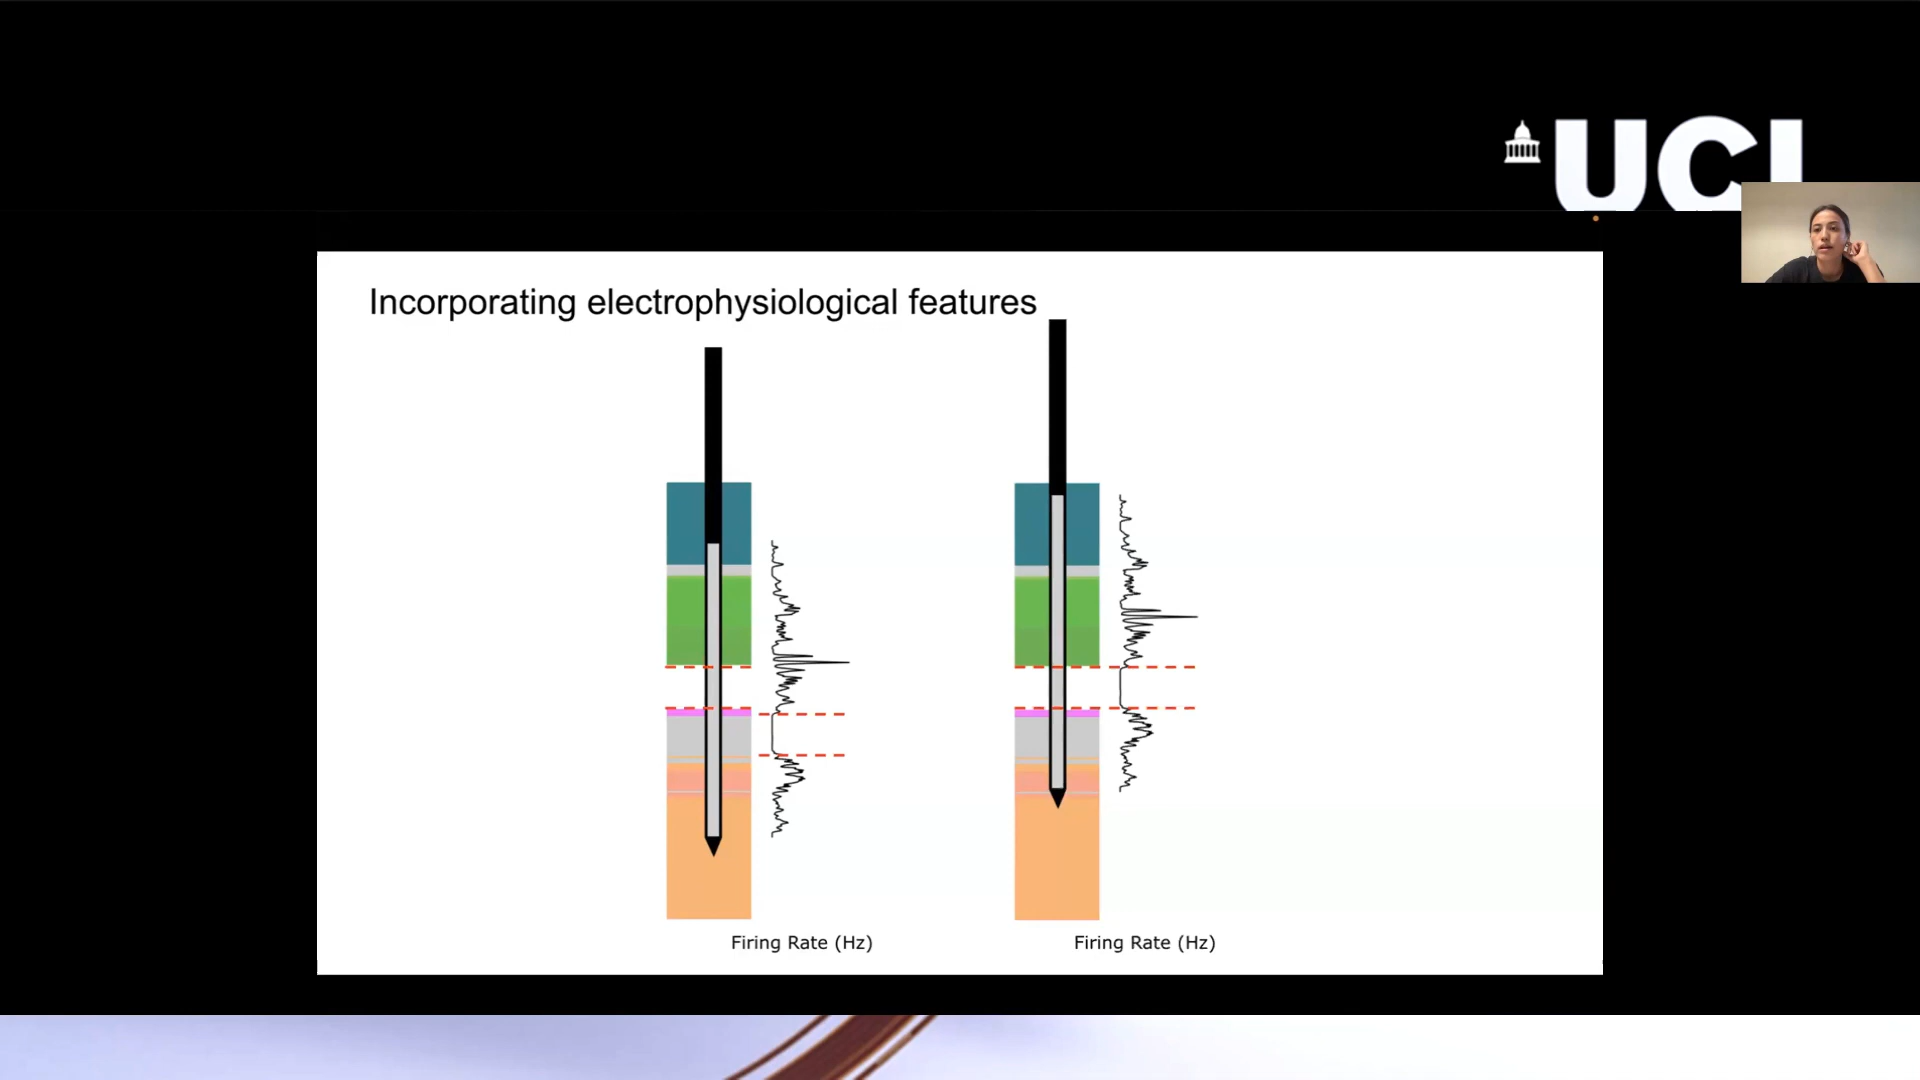 UCL
Incorporating electrophysiological features
Firing Rate (Hz)
Firing Rate (Hz)